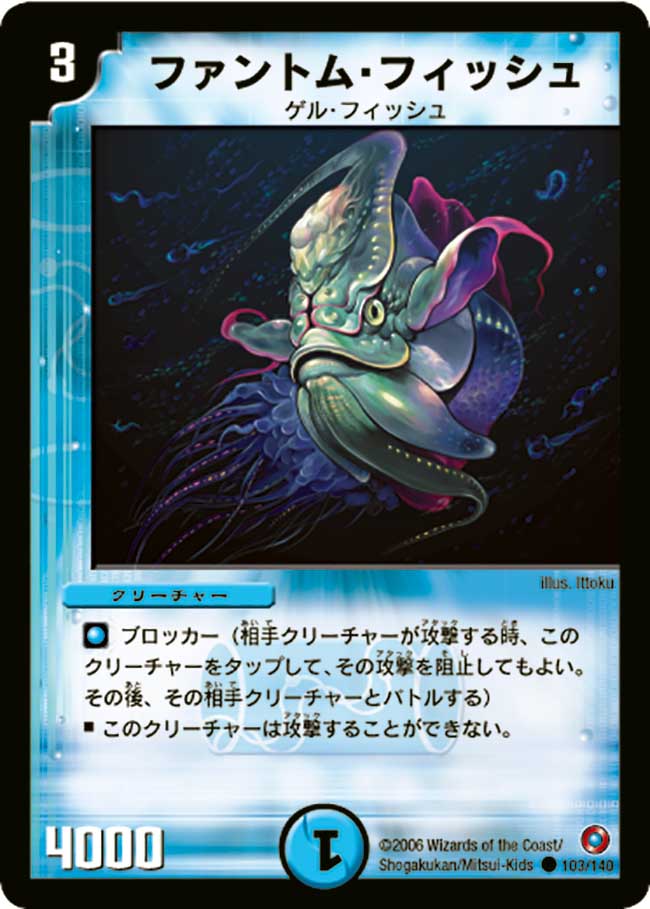 3
ファントム・フィッシュ
ゲル・フィッシュ
illus. Ittoku
クリーチャー
ブロッカー（相手クリーチャーが攻撃する時、この
クリーチャーをタップして、その攻撃を阻止してもよい。
その後、その相手クリーチャーとバトルする）
■ このクリーチャーは攻撃することができない。
4000
1
©2006 Wizards of the Coast/
Shogakukan/Mitsui-Kids ● 103/140